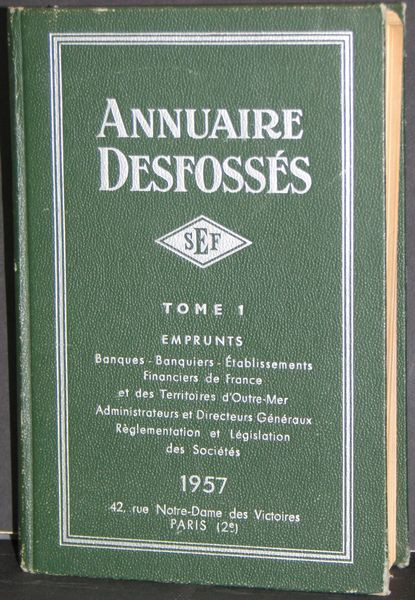 ANNUAIRE
DESFOSSÉS
SEF
TOME 1
EMPRUNTS
Banques - Banquiers - Établissements
Financiers de France
et des Territoires d'Outre-Mer
Administrateurs et Directeurs Généraux
Règlementation et Législation
des Sociétés
1957
42, rue Notre-Dame des Victoires
PARIS (2e)